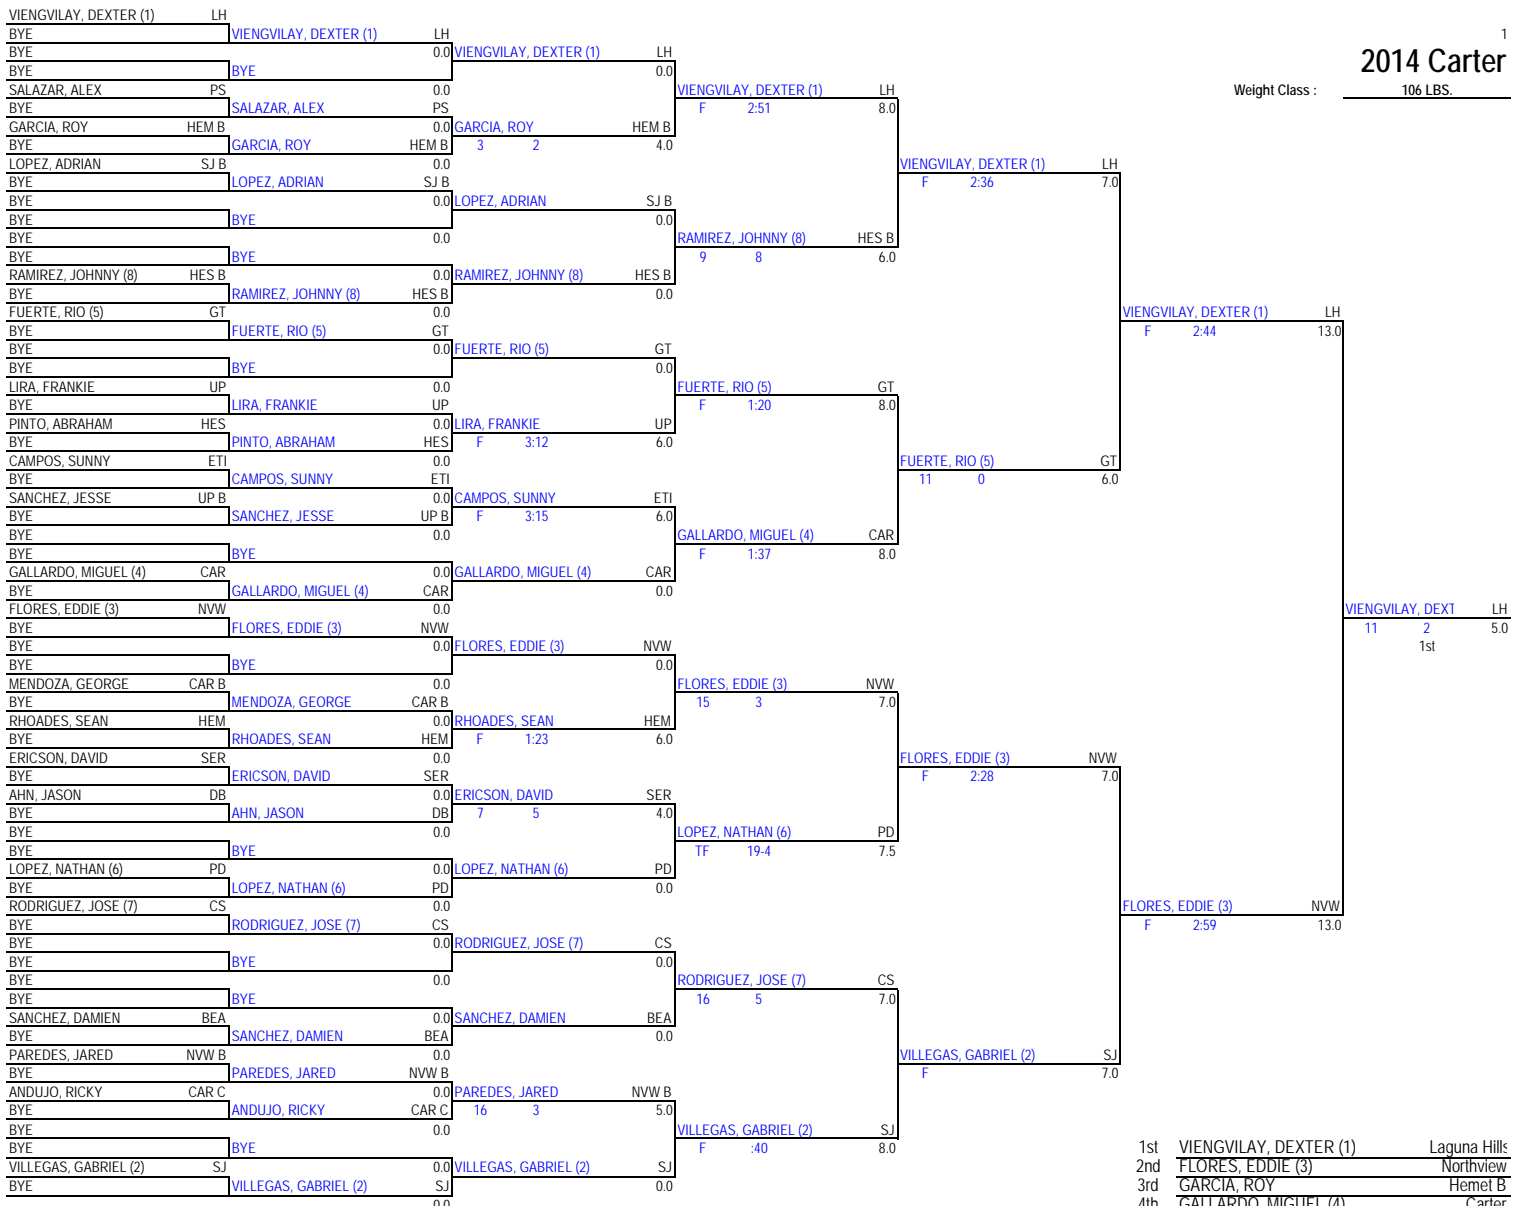 VIENGVILAY, DEXTER (1) LH
BYE VIENGVILAY, DEXTER (1) LH 1
BYE 0.0 VIENGVILAY, DEXTER (1) LH
2014 Carter
BYE BYE 0.0
SALAZAR, ALEX PS 0.0 VIENGVILAY, DEXTER (1) LH Weight Class : 106 LBS.
BYE SALAZAR, ALEX PS F 2:51 8.0
GARCIA, ROY HEM B 0.0 GARCIA, ROY HEM B
BYE GARCIA, ROY HEM B 3 2 4.0
LOPEZ, ADRIAN SJ B 0.0 VIENGVILAY, DEXTER (1) LH
BYE LOPEZ, ADRIAN SJ B F 2:36 7.0
BYE 0.0 LOPEZ, ADRIAN SJ B
BYE BYE 0.0
BYE 0.0 RAMIREZ, JOHNNY (8) HES B
BYE BYE 9 8 6.0
RAMIREZ, JOHNNY (8) HES B 0.0 RAMIREZ, JOHNNY (8) HES B
BYE RAMIREZ, JOHNNY (8) HES B 0.0
FUERTE, RIO (5) GT 0.0 VIENGVILAY, DEXTER (1) LH
BYE FUERTE, RIO (5) GT F 2:44 13.0
BYE 0.0 FUERTE, RIO (5) GT
BYE BYE 0.0
LIRA, FRANKIE UP 0.0 FUERTE, RIO (5) GT
BYE LIRA, FRANKIE UP F 1:20 8.0
PINTO, ABRAHAM HES 0.0 LIRA, FRANKIE UP
BYE PINTO, ABRAHAM HES F 3:12 6.0
CAMPOS, SUNNY ETI 0.0 FUERTE, RIO (5) GT
BYE CAMPOS, SUNNY ETI 11 0 6.0
SANCHEZ, JESSE UP B 0.0 CAMPOS, SUNNY ETI
BYE SANCHEZ, JESSE UP B F 3:15 6.0
BYE 0.0 GALLARDO, MIGUEL (4) CAR
BYE BYE F 1:37 8.0
GALLARDO, MIGUEL (4) CAR 0.0 GALLARDO, MIGUEL (4) CAR
BYE GALLARDO, MIGUEL (4) CAR 0.0
FLORES, EDDIE (3) NVW 0.0 VIENGVILAY, DEXT LH
BYE FLORES, EDDIE (3) NVW 11 2 5.0
BYE 0.0 FLORES, EDDIE (3) NVW 1st
BYE BYE 0.0
MENDOZA, GEORGE CAR B 0.0 FLORES, EDDIE (3) NVW
BYE MENDOZA, GEORGE CAR B 15 3 7.0
RHOADES, SEAN HEM 0.0 RHOADES, SEAN HEM
BYE RHOADES, SEAN HEM F 1:23 6.0
ERICSON, DAVID SER 0.0 FLORES, EDDIE (3) NVW
BYE ERICSON, DAVID SER F 2:28 7.0
AHN, JASON DB 0.0 ERICSON, DAVID SER
BYE AHN, JASON DB 7 5 4.0
BYE 0.0 LOPEZ, NATHAN (6) PD
BYE BYE TF 19-4 7.5
LOPEZ, NATHAN (6) PD 0.0 LOPEZ, NATHAN (6) PD
BYE LOPEZ, NATHAN (6) PD 0.0
RODRIGUEZ, JOSE (7) CS 0.0 FLORES, EDDIE (3) NVW
BYE RODRIGUEZ, JOSE (7) CS F 2:59 13.0
BYE 0.0 RODRIGUEZ, JOSE (7) CS
BYE BYE 0.0
BYE 0.0 RODRIGUEZ, JOSE (7) CS
BYE BYE 16 5 7.0
SANCHEZ, DAMIEN BEA 0.0 SANCHEZ, DAMIEN BEA
BYE SANCHEZ, DAMIEN BEA 0.0
PAREDES, JARED NVW B 0.0 VILLEGAS, GABRIEL (2) SJ
BYE PAREDES, JARED NVW B F 7.0
ANDUJO, RICKY CAR C 0.0 PAREDES, JARED NVW B
BYE ANDUJO, RICKY CAR C 16 3 5.0
BYE 0.0 VILLEGAS, GABRIEL (2) SJ
BYE BYE F :40 8.0 1st VIENGVILAY, DEXTER (1) Laguna Hills
VILLEGAS, GABRIEL (2) SJ 0.0 VILLEGAS, GABRIEL (2) SJ 2nd FLORES, EDDIE (3) Northview
BYE VILLEGAS, GABRIEL (2) SJ 0.0 3rd GARCIA, ROY Hemet B
0.0 4th GALLARDO, MIGUEL (4) Carter